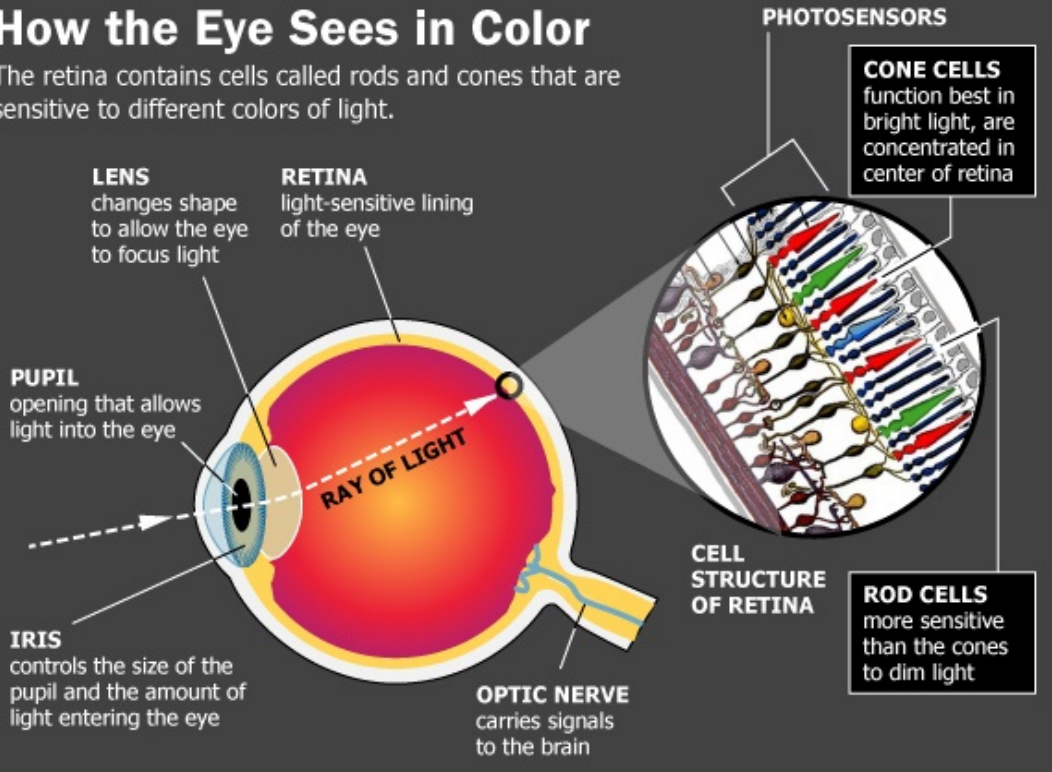 How the Eye Sees in Color
The retina contains cells called rods and cones that are
sensitive to different colors of light.
PHOTOSENSORS
CONE CELLS
function best in
bright light, are
concentrated in
center of retina
LENS
changes shape
to allow the eye
to focus light
RETINA
light-sensitive lining
of the eye
PUPIL
opening that allows
light into the eye
RAY OF LIGHT
IRIS
controls the size of the
pupil and the amount of
light entering the eye
OPTIC NERVE
carries signals
to the brain
CELL
STRUCTURE
OF RETINA
ROD CELLS
more sensitive
than the cones
to dim light